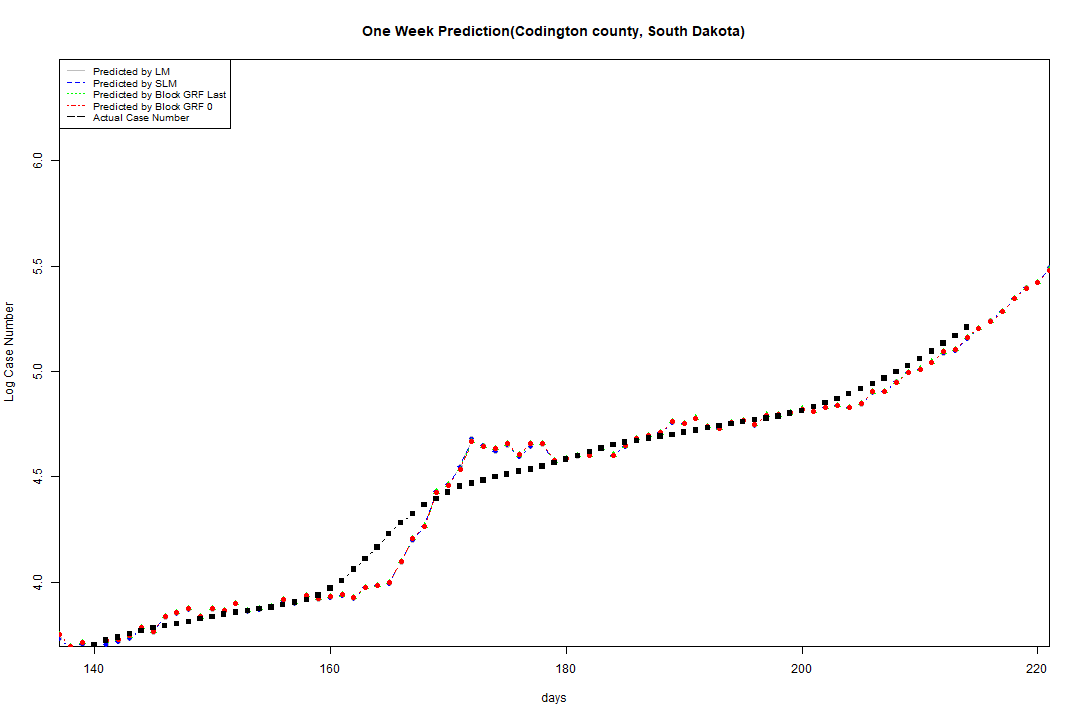 One Week Prediction(Codington county, South Dakota)
Predicted by LM
Predicted by SLM
Predicted by Block GRF Last
Predicted by Block GRF 0
Actual Case Number
6.0
5.5
5.0
4.5
4.0
Log Case Number
140 160 180 200 220
days